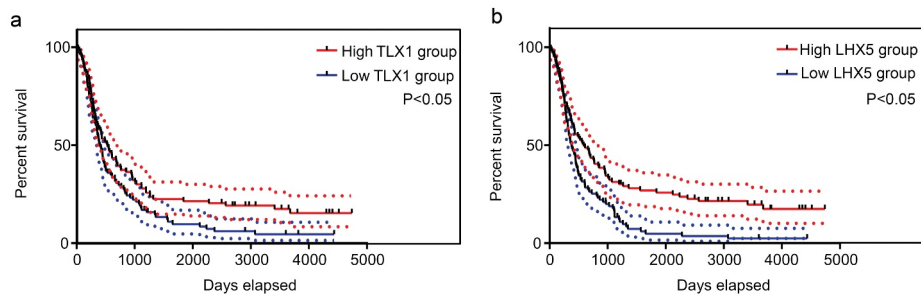 a
Percent survival
100
50
0
0 1000 2000 3000 4000 5000
Days elapsed
High TLX1 group
Low TLX1 group
P<0.05
b
Percent survival
100
50
0
0 1000 2000 3000 4000 5000
Days elapsed
High LHX5 group
Low LHX5 group
P<0.05